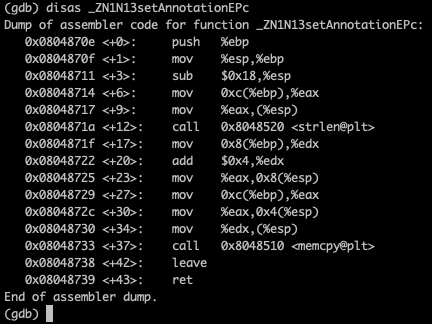 (gdb) disas _ZN1N13setAnnotationEPc
Dump of assembler code for function _ZN1N13setAnnotationEPc:
   0x0804870e <+0>:     push   %ebp
   0x0804870f <+1>:     mov    %esp,%ebp
   0x08048711 <+3>:     sub    $0x18,%esp
   0x08048714 <+6>:     mov    0xc(%ebp),%eax
   0x08048717 <+9>:     mov    %eax,(%esp)
   0x0804871a <+12>:    call   0x8048520 <strlen@plt>
   0x0804871f <+17>:    mov    0x8(%ebp),%edx
   0x08048722 <+20>:    add    $0x4,%edx
   0x08048725 <+23>:    mov    %eax,0x8(%esp)
   0x08048729 <+27>:    mov    0xc(%ebp),%eax
   0x0804872c <+30>:    mov    %eax,0x4(%esp)
   0x08048730 <+34>:    mov    %edx,(%esp)
   0x08048733 <+37>:    call   0x8048510 <memcpy@plt>
   0x08048738 <+42>:    leave
   0x08048739 <+43>:    ret
End of assembler dump.
(gdb)